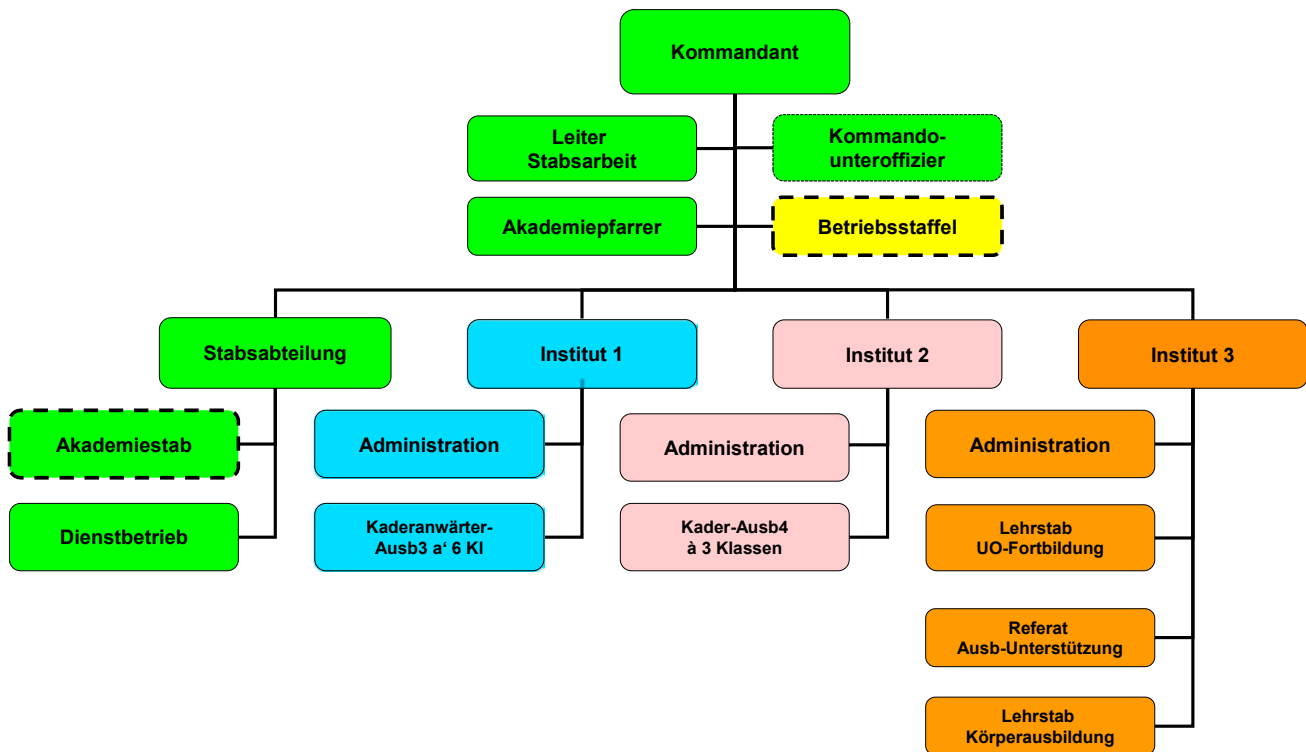 Kommandant
Leiter
Stabsarbeit
Kommando-
unteroffizier
Akademiepfarrer
Betriebsstaffel
Stabsabteilung
Institut 1
Institut 2
Institut 3
Akademiestab
Administration
Administration
Administration
Dienstbetrieb
Kaderanwärter-
Ausb3 a‘ 6 Kl
Kader-Ausb4
à 3 Klassen
Lehrstab
UO-Fortbildung
Referat
Ausb-Unterstützung
Lehrstab
Körperausbildung